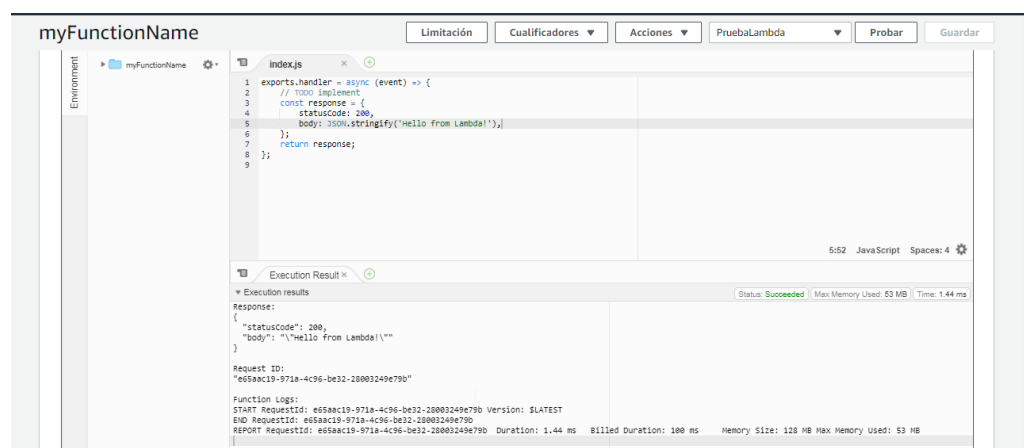 myFunctionName
Limitación
Cualificadores
Acciones
PruebaLambda
Probar
Guardar
Environment
myFunctionName
index.js
1 exports.handler = async (event) => {
2 // TODO implement
3 const response = {
4 statusCode: 200,
5 body: JSON.stringify('Hello from Lambda!'),
6 };
7 return response;
8 };
9
5:52 JavaScript Spaces: 4
Execution Result
Execution results
Status: Succeeded
Max Memory Used: 53 MB
Time: 1.44 ms
Response:
{
"statusCode": 200,
"body": "\"Hello from Lambda!\""
}
Request ID:
"e65aac19-971a-4c96-be32-28003249e79b"
Function Logs:
START RequestId: e65aac19-971a-4c96-be32-28003249e79b Version: $LATEST
END RequestId: e65aac19-971a-4c96-be32-28003249e79b
REPORT RequestId: e65aac19-971a-4c96-be32-28003249e79b Duration: 1.44 ms Billed Duration: 100 ms Memory Size: 128 MB Max Memory Used: 53 MB